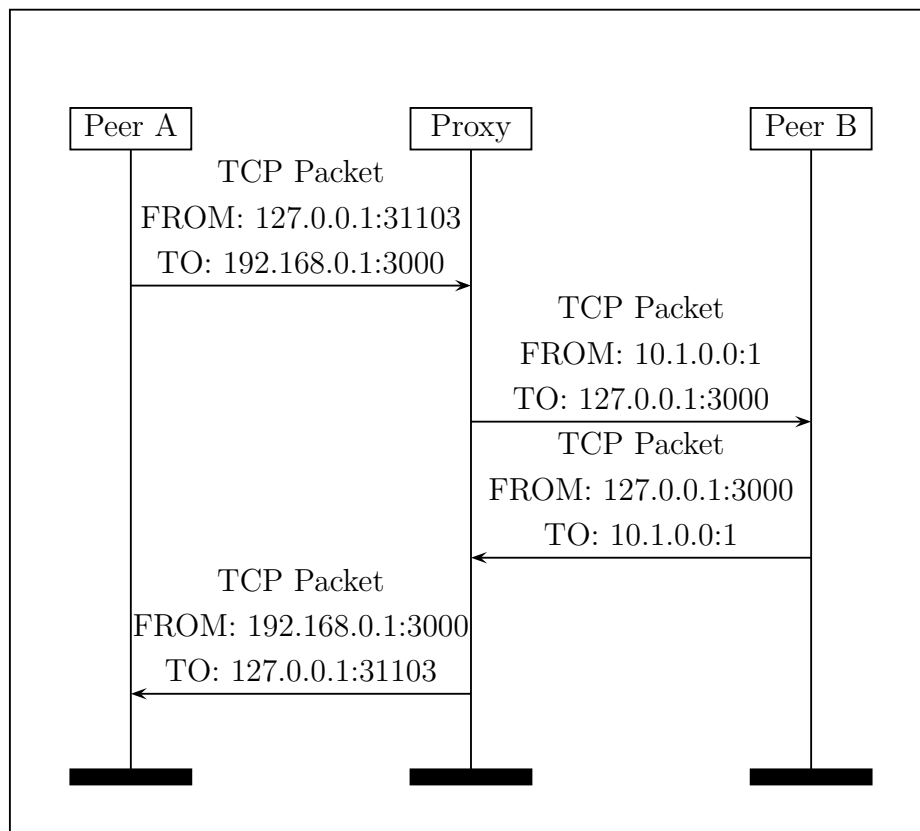 Peer A
Proxy
Peer B
TCP Packet
FROM: 127.0.0.1:31103
TO: 192.168.0.1:3000
TCP Packet
FROM: 10.1.0.0:1
TO: 127.0.0.1:3000
TCP Packet
FROM: 127.0.0.1:3000
TO: 10.1.0.0:1
TCP Packet
FROM: 192.168.0.1:3000
TO: 127.0.0.1:31103